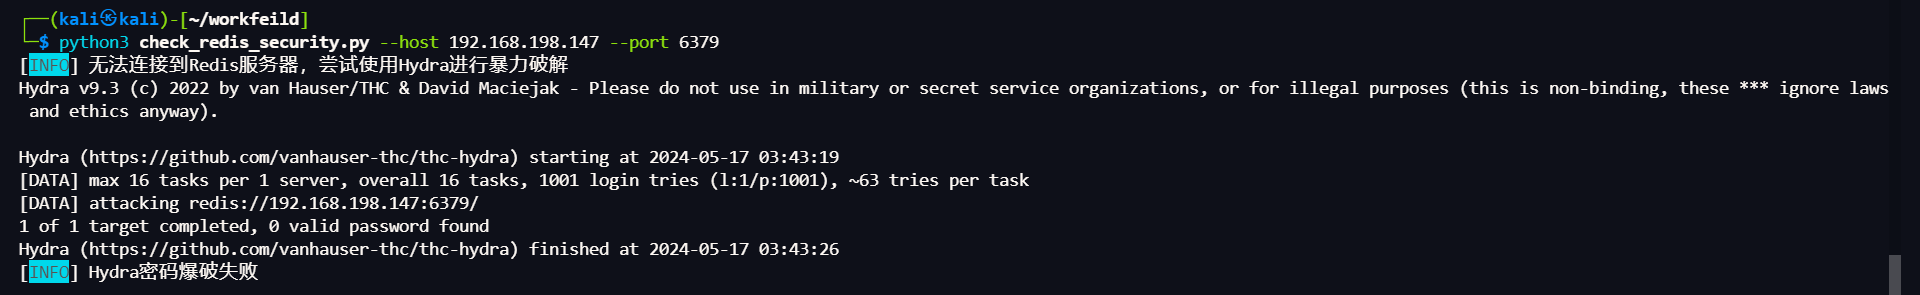 ┌──(kali㉿kali)-[~/workfeild]
└─$ python3 check_redis_security.py --host 192.168.198.147 --port 6379
[INFO] 无法连接到Redis服务器，尝试使用Hydra进行暴力破解
Hydra v9.3 (c) 2022 by van Hauser/THC & David Maciejak - Please do not use in military or secret service organizations, or for illegal purposes (this is non-binding, these *** ignore laws
 and ethics anyway).
Hydra (https://github.com/vanhauser-thc/thc-hydra) starting at 2024-05-17 03:43:19
[DATA] max 16 tasks per 1 server, overall 16 tasks, 1001 login tries (l:1/p:1001), ~63 tries per task
[DATA] attacking redis://192.168.198.147:6379/
1 of 1 target completed, 0 valid password found
Hydra (https://github.com/vanhauser-thc/thc-hydra) finished at 2024-05-17 03:43:26
[INFO] Hydra密码爆破失败